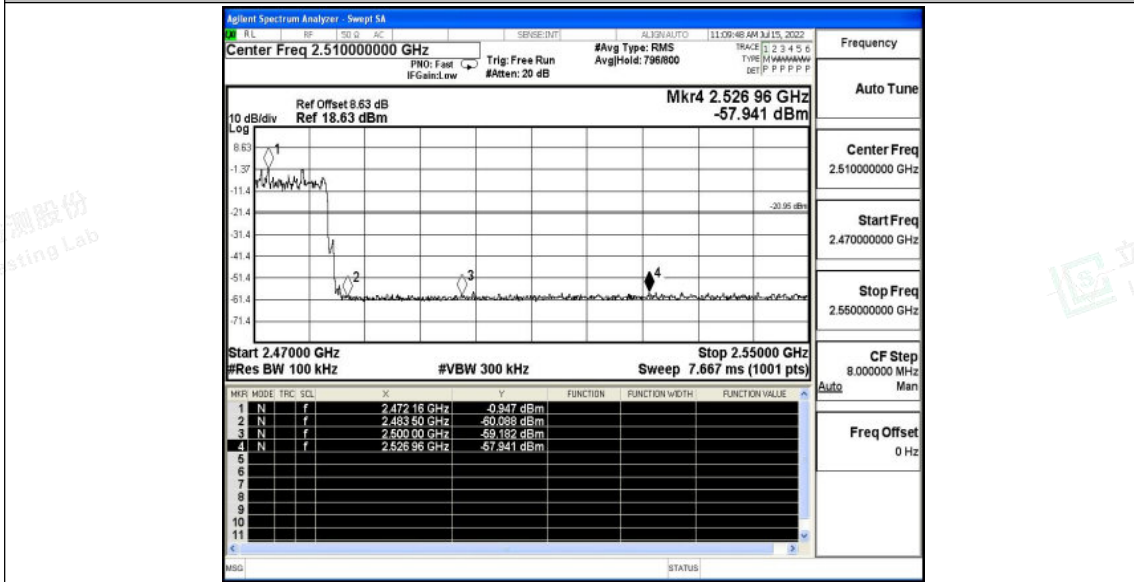 Agilent Spectrum Analyzer - Swept SA
RL RF 50 Ω AC SENSE:INT ALIGN AUTO 11:09:48 AM Jul 15, 2022
Center Freq 2.510000000 GHz
PNO: Fast
IFGain:Low
Trig: Free Run
#Atten: 20 dB
#Avg Type: RMS
Avg|Hold: 796/800
TRACE 1 2 3 4 5 6
TYPE M
DET P P P P P P
Frequency
Mkr4 2.526 96 GHz
-57.941 dBm
Ref Offset 8.63 dB
Ref 18.63 dBm
10 dB/div
Log
8.63
-1.37
-11.4
-21.4
-31.4
-41.4
-51.4
-61.4
-71.4
1
2
3
4
-20.95 dBm
Start 2.47000 GHz Stop 2.55000 GHz
#Res BW 100 kHz #VBW 300 kHz Sweep 7.667 ms (1001 pts)
MKR MODE TRC SCL X Y FUNCTION FUNCTION WIDTH FUNCTION VALUE
1 N f 2.472 16 GHz -0.947 dBm
2 N f 2.483 50 GHz -60.088 dBm
3 N f 2.500 00 GHz -59.182 dBm
4 N f 2.526 96 GHz -57.941 dBm
5
6
7
8
9
10
11
MSG STATUS
Auto Tune
Center Freq
2.510000000 GHz
Start Freq
2.470000000 GHz
Stop Freq
2.550000000 GHz
CF Step
8.000000 MHz
Auto Man
Freq Offset
0 Hz
测股份
sting Lab
立